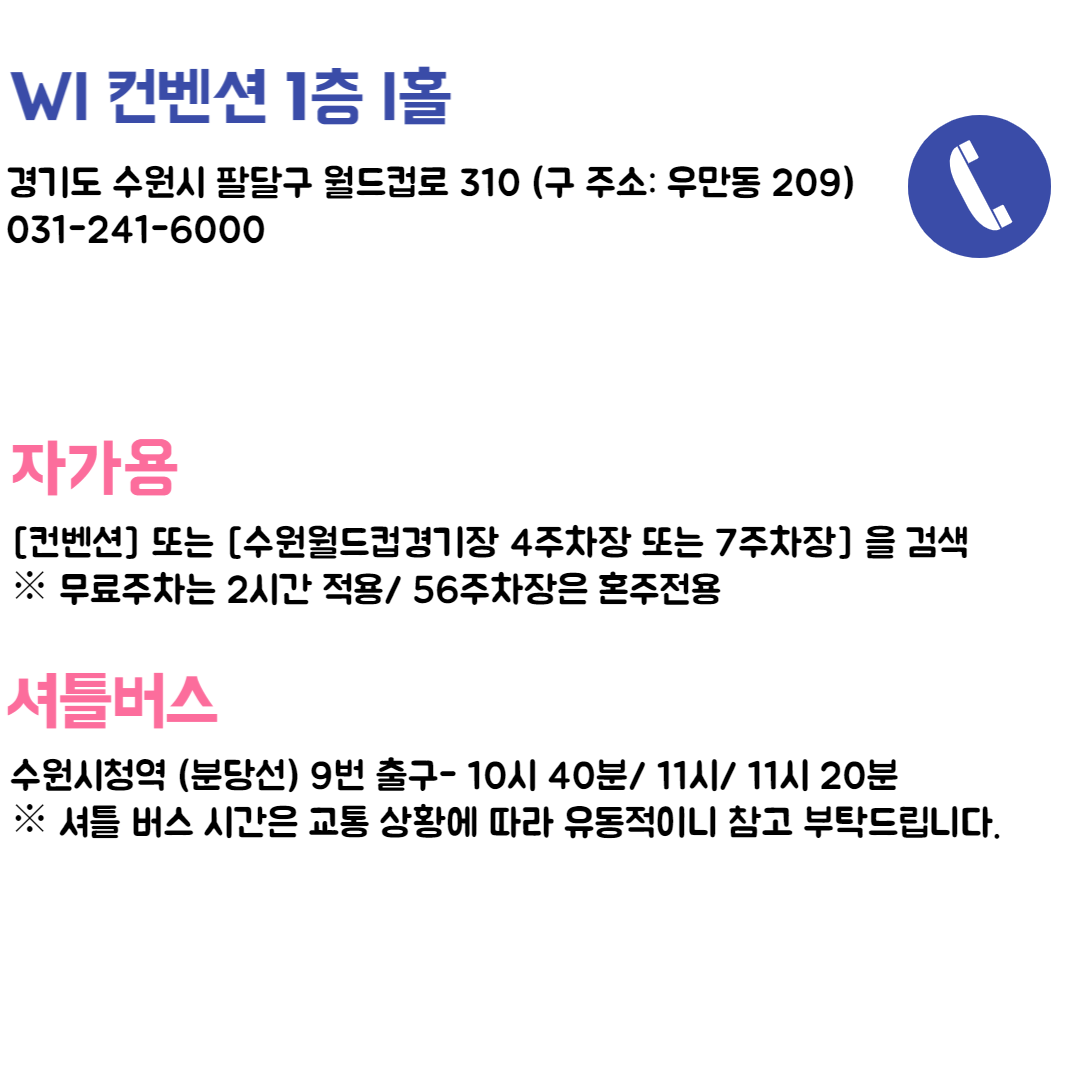 WI 컨벤션 1층 I홀
경기도 수원시 팔달구 월드컵로 310 (구 주소: 우만동 209)
031-241-6000
자가용
[컨벤션] 또는 [수원월드컵경기장 4주차장 또는 7주차장] 을 검색
※ 무료주차는 2시간 적용/ 56주차장은 혼주전용
셔틀버스
수원시청역 (분당선) 9번 출구- 10시 40분/ 11시/ 11시 20분
※ 셔틀 버스 시간은 교통 상황에 따라 유동적이니 참고 부탁드립니다.